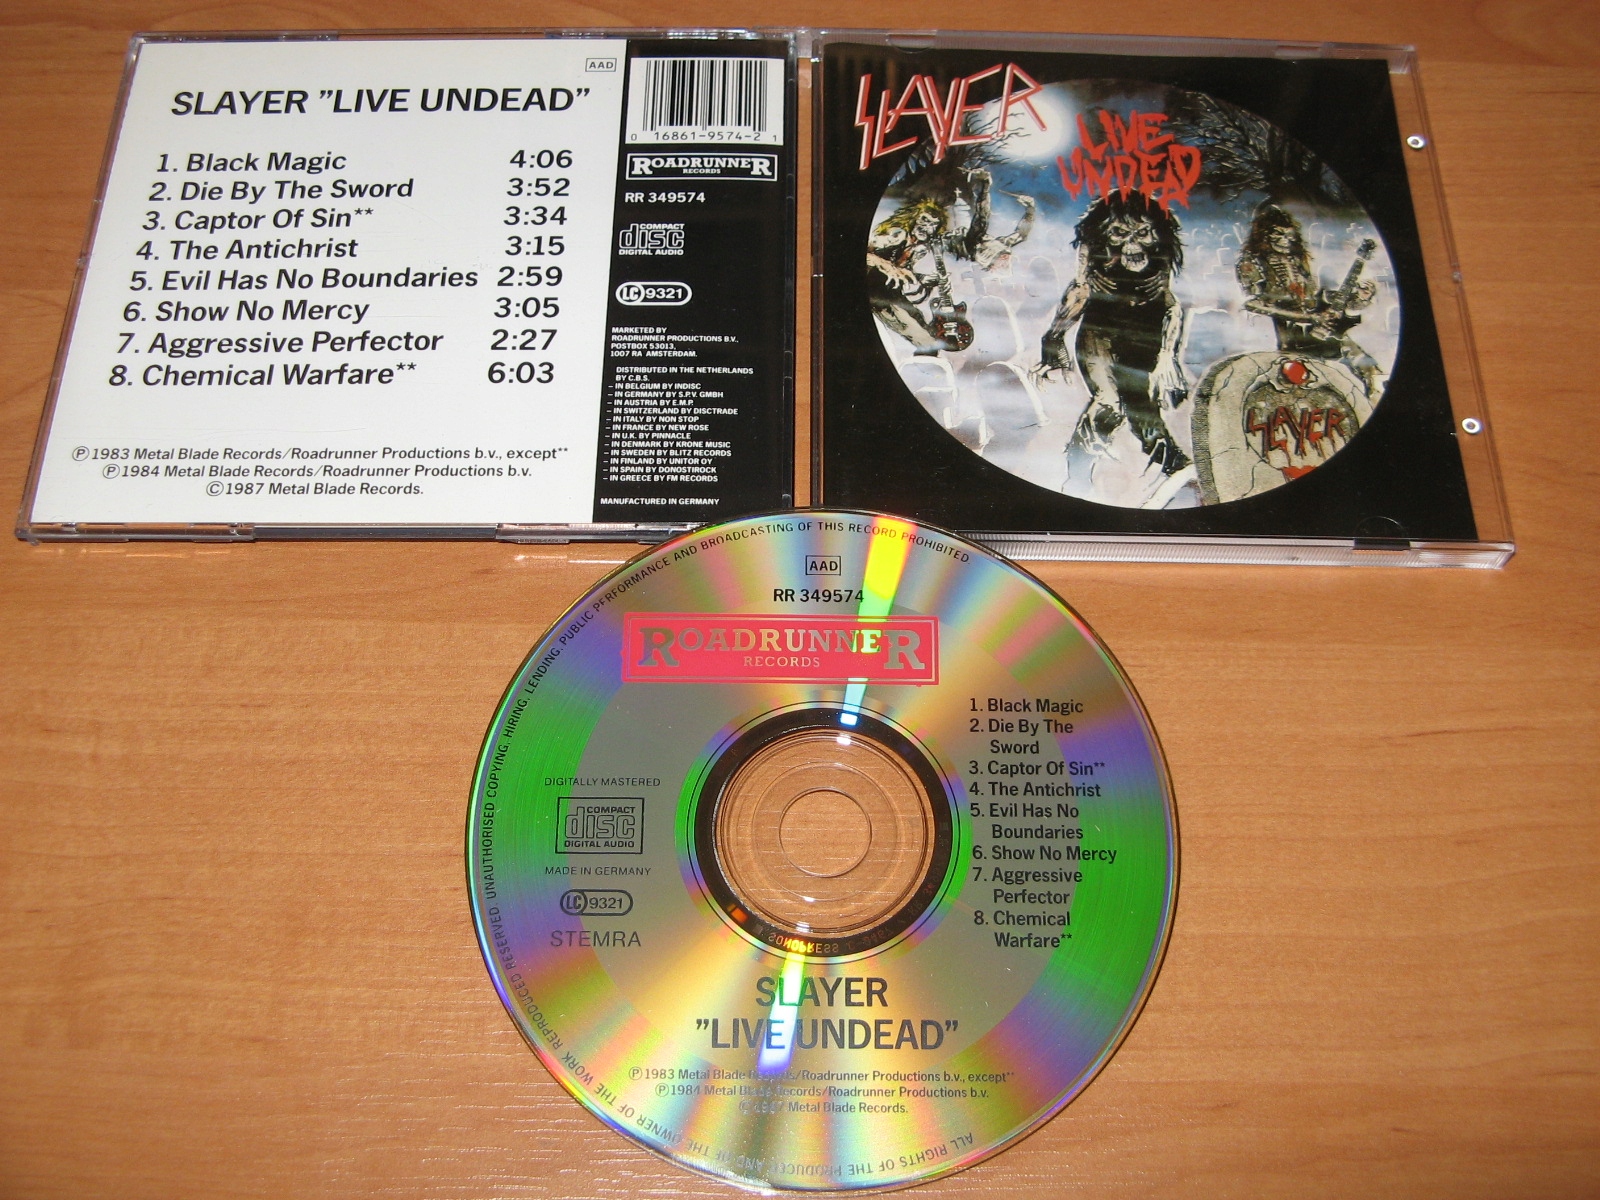 AAD
SLAYER ”LIVE UNDEAD”
1. Black Magic 4:06
2. Die By The Sword 3:52
3. Captor Of Sin** 3:34
4. The Antichrist 3:15
5. Evil Has No Boundaries 2:59
6. Show No Mercy 3:05
7. Aggressive Perfector 2:27
8. Chemical Warfare** 6:03
Ⓟ1983 Metal Blade Records/Roadrunner Productions b.v., except**
Ⓟ1984 Metal Blade Records/Roadrunner Productions b.v.
©1987 Metal Blade Records.
0 16861-9574-2 1
ROADRUNNER
RECORDS
RR 349574
COMPACT
disc
DIGITAL AUDIO
LC 9321
MARKETED BY
ROADRUNNER PRODUCTIONS B.V.,
POSTBOX 53013,
1007 RA AMSTERDAM.
DISTRIBUTED IN THE NETHERLANDS
BY C.B.S.
– IN BELGIUM BY INDISC
– IN GERMANY BY S.P.V. GMBH
– IN AUSTRIA BY E.M.P.
– IN SWITZERLAND BY DISCTRADE
– IN ITALY BY NON STOP
– IN FRANCE BY NEW ROSE
– IN U.K. BY PINNACLE
– IN DENMARK BY KRONE MUSIC
– IN SWEDEN BY BLITZ RECORDS
– IN FINLAND BY UNITOR OY
– IN SPAIN BY DONOSTIROCK
– IN GREECE BY FM RECORDS
MANUFACTURED IN GERMANY
SLAYER
LIVE
UNDEAD
SLAYER
ALL RIGHTS OF THE PRODUCER AND OF THE OWNER OF THE WORK REPRODUCED RESERVED. UNAUTHORISED COPYING, HIRING, LENDING, PUBLIC PERFORMANCE AND BROADCASTING OF THIS RECORD PROHIBITED.
AAD
RR 349574
ROADRUNNER
RECORDS
1. Black Magic
2. Die By The
Sword
3. Captor Of Sin**
4. The Antichrist
5. Evil Has No
Boundaries
6. Show No Mercy
7. Aggressive
Perfector
8. Chemical
Warfare**
DIGITALLY MASTERED
COMPACT
disc
DIGITAL AUDIO
MADE IN GERMANY
LC 9321
STEMRA
SONOPRESS
SLAYER
”LIVE UNDEAD”
Ⓟ1983 Metal Blade Records/Roadrunner Productions b.v., except**
Ⓟ1984 Metal Blade Records/Roadrunner Productions b.v.
©1987 Metal Blade Records.